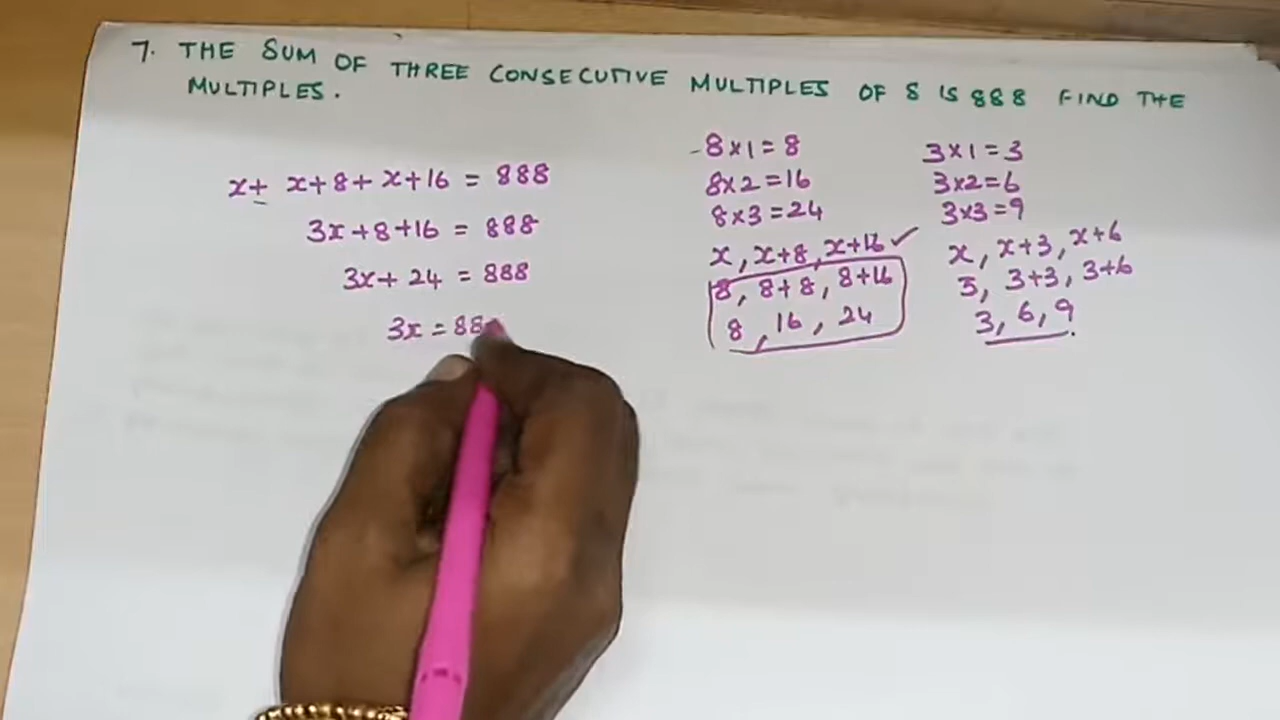 7. THE SUM OF THREE CONSECUTIVE MULTIPLES OF 8 IS 888 FIND THE
MULTIPLES.
x+ x+8+x+16 = 888
3x+8+16 = 888
3x+24 = 888
3x = 88
8x1=8
8x2=16
8x3=24
x, x+8, x+16 ✓
8, 8+8, 8+16
8, 16, 24
3x1=3
3x2=6
3x3=9
x, x+3, x+6
3, 3+3, 3+6
3, 6, 9.